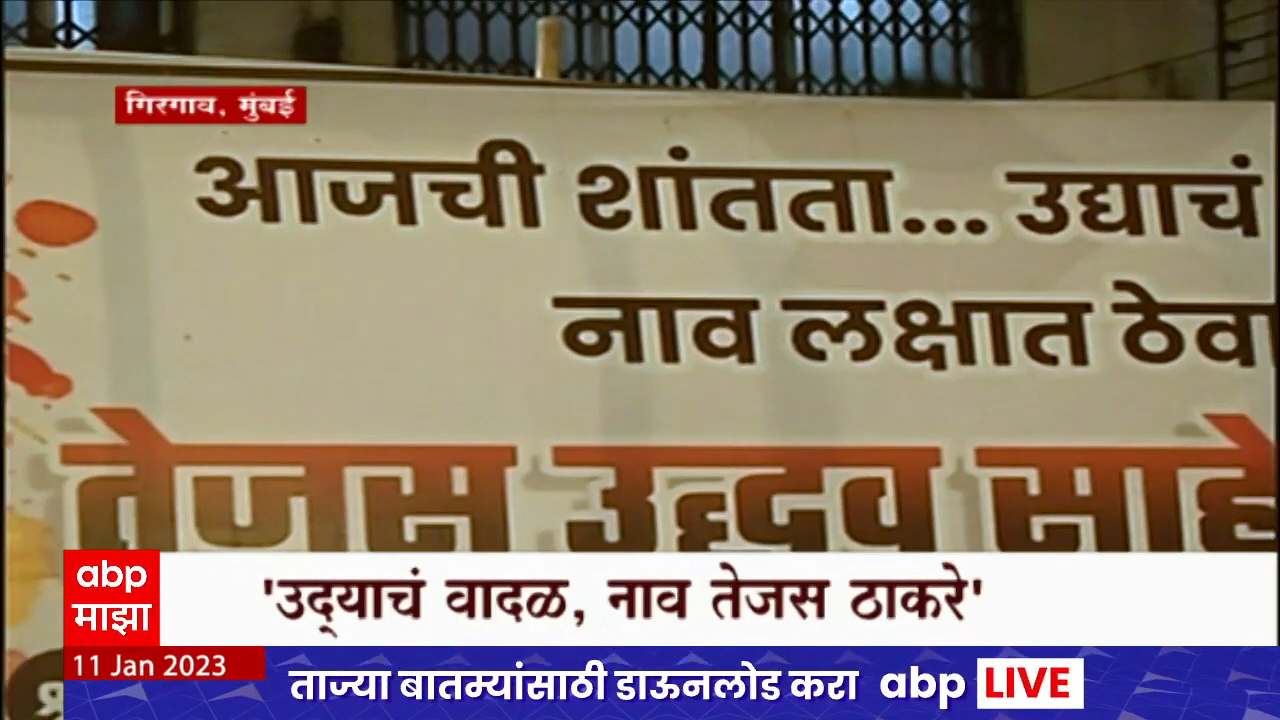 गिरगाव, मुंबई
आजची शांतता... उद्याचं
नाव लक्षात ठेवा
तेजस उद्धव साहे
abp
माझा
'उद्‌याचं वादळ, नाव तेजस ठाकरे'
11 Jan 2023
ताज्या बातम्यांसाठी डाऊनलोड करा abp LIVE